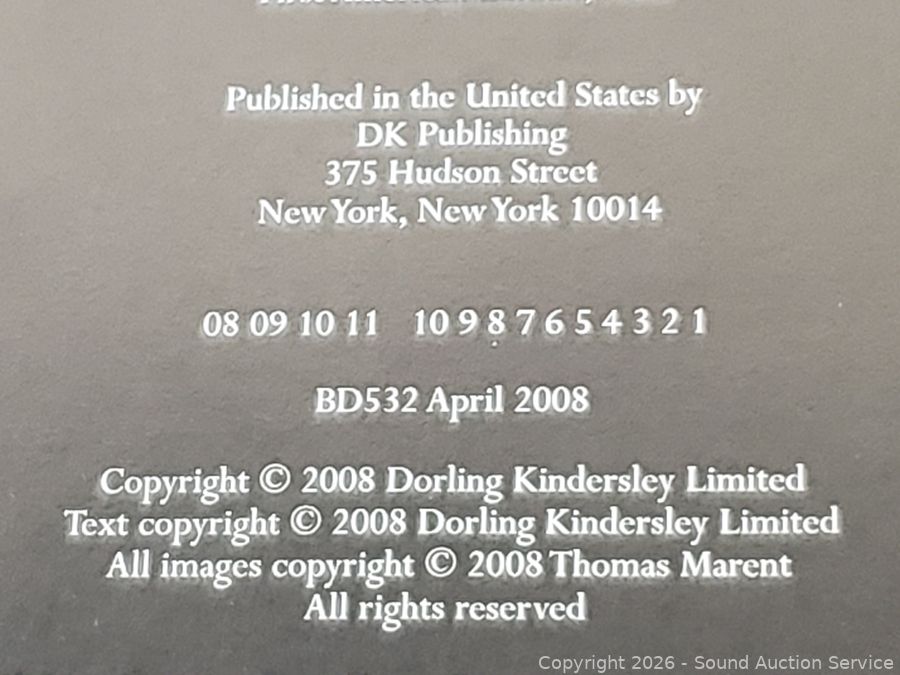 Published in the United States by
DK Publishing
375 Hudson Street
New York, New York 10014
08 09 10 11 10 9 8 7 6 5 4 3 2 1
BD532 April 2008
Copyright © 2008 Dorling Kindersley Limited
Text copyright © 2008 Dorling Kindersley Limited
All images copyright © 2008 Thomas Marent
All rights reserved
Copyright 2026 - Sound Auction Service